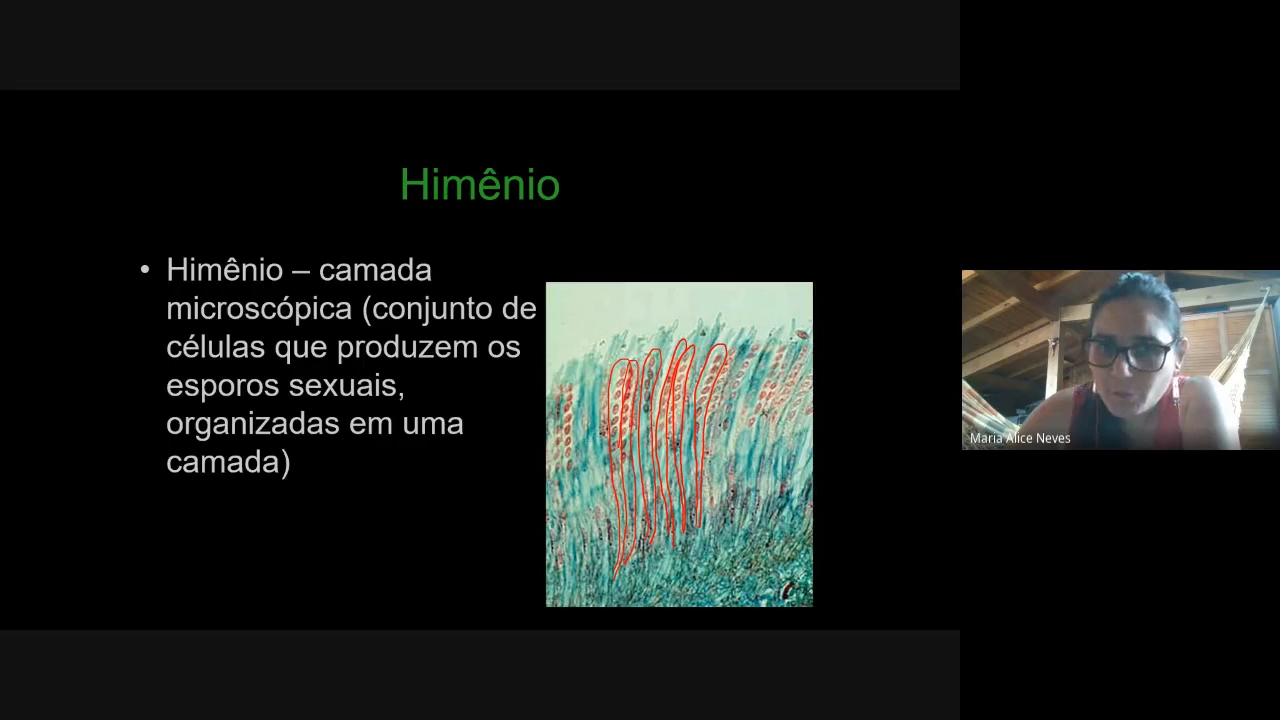 Himênio
• Himênio – camada
microscópica (conjunto de
células que produzem os
esporos sexuais,
organizadas em uma
camada)
Maria Alice Neves